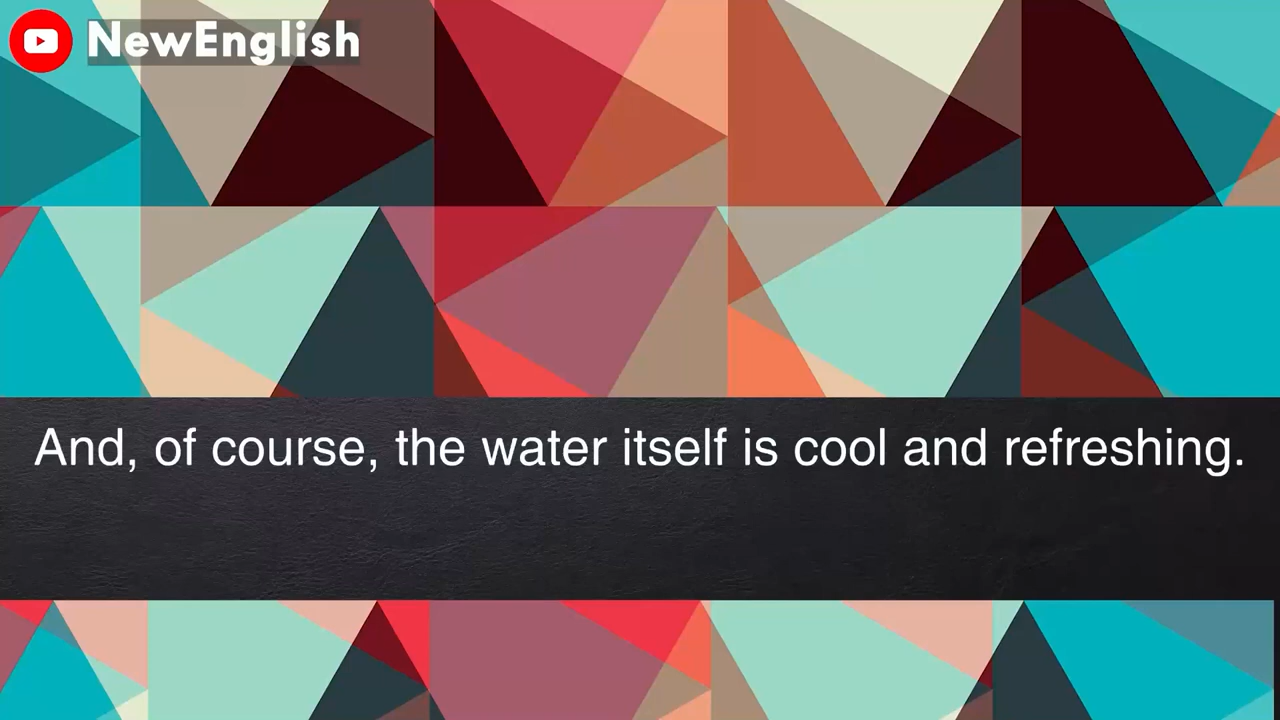 NewEnglish
And, of course, the water itself is cool and refreshing.